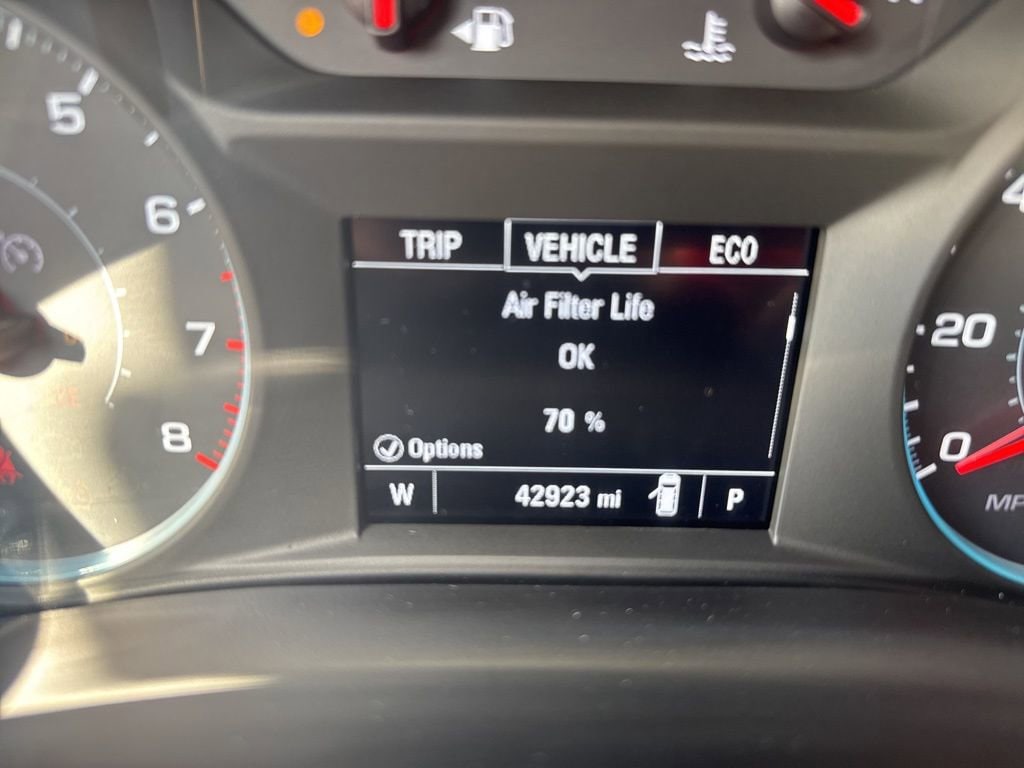 5
6
7
8
TRIP VEHICLE ECO
Air Filter Life
OK
70 %
Options
W 42923 mi P
20
0